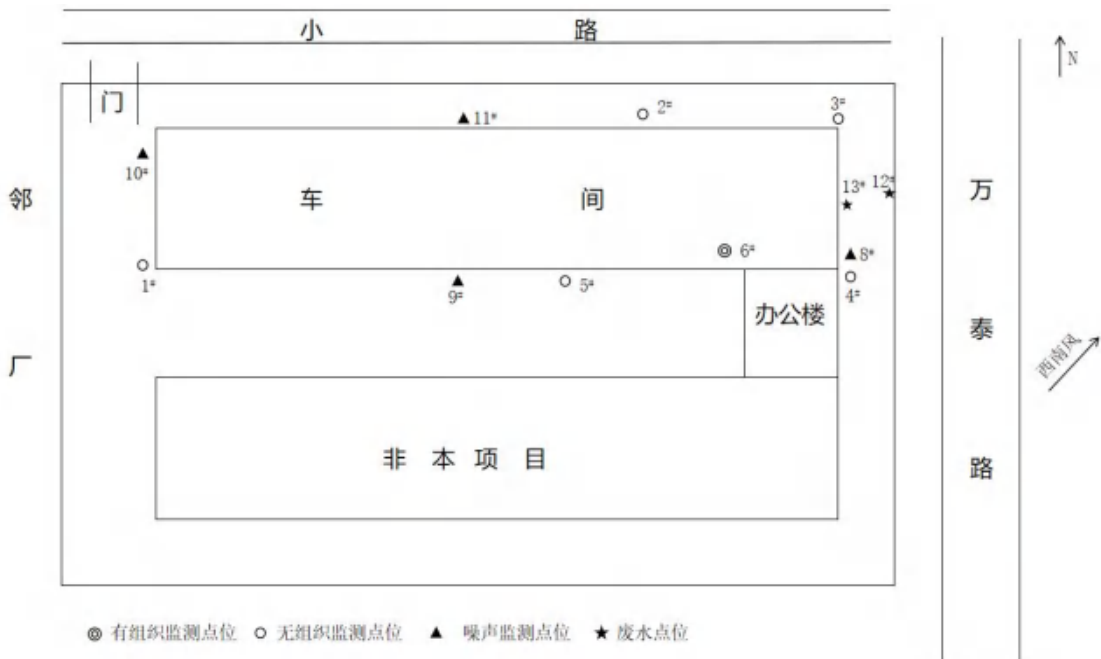 小 路
N
门
11#
2#
3#
10#
邻
厂
车 间
13#
12#
万
泰
路
6#
8#
1#
9#
5#
4#
办公楼
西南风
非 本 项 目
有组织监测点位 无组织监测点位 噪声监测点位 废水点位